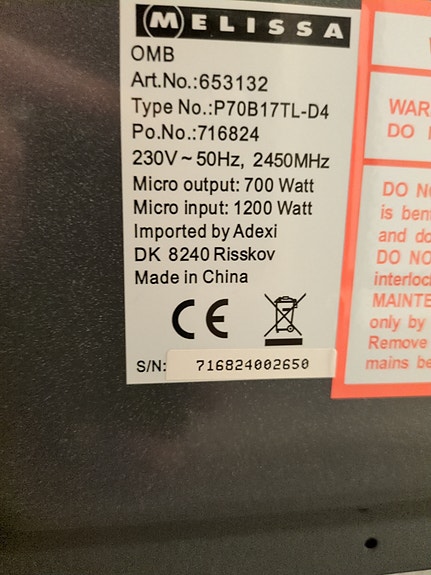 MELISSA
OMB
Art.No.:653132
Type No.:P70B17TL-D4
Po.No.:716824
230V~50Hz, 2450MHz
Micro output: 700 Watt
Micro input: 1200 Watt
Imported by Adexi
DK 8240 Risskov
Made in China
CE
S/N: 716824002650
WAR
DO
DO NO
is ben
and do
DO NO
interloc
MAINTE
only by
Remove
mains be